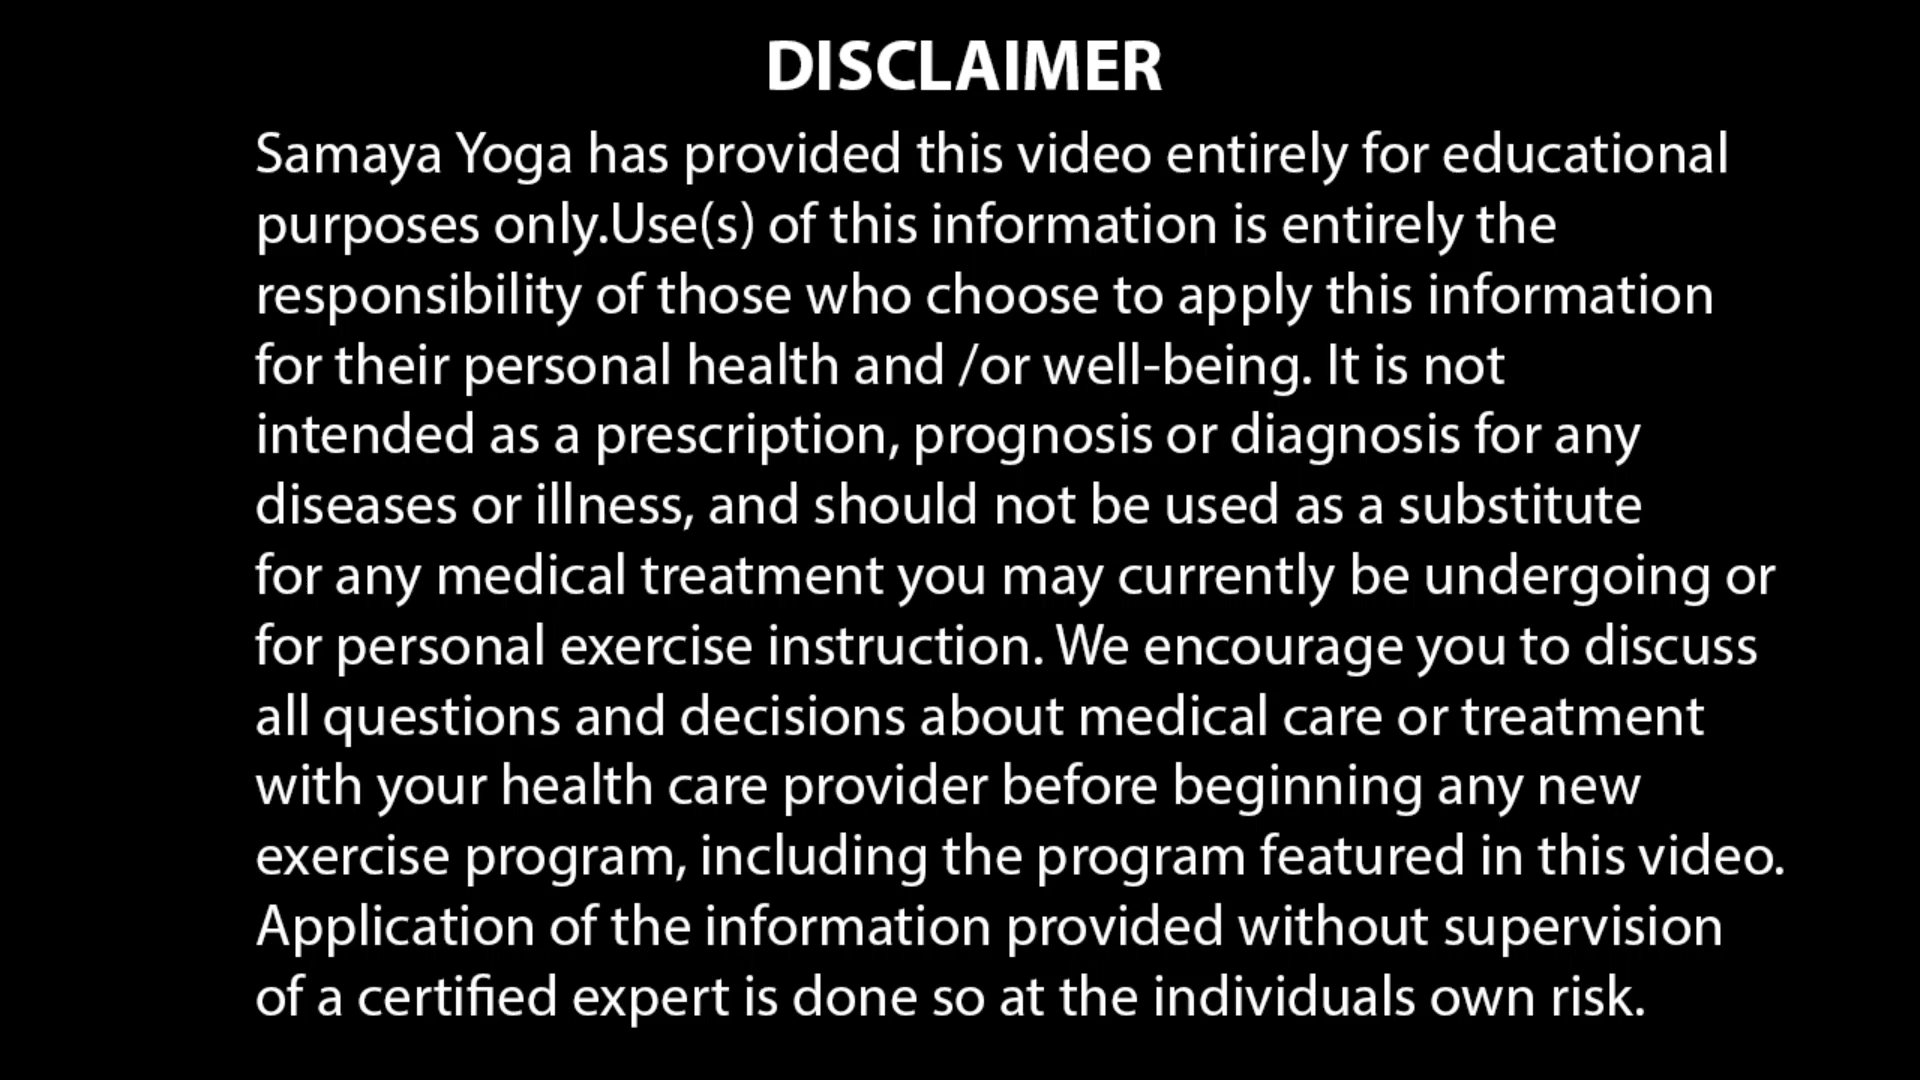 DISCLAIMER
Samaya Yoga has provided this video entirely for educational
purposes only.Use(s) of this information is entirely the
responsibility of those who choose to apply this information
for their personal health and /or well-being. It is not
intended as a prescription, prognosis or diagnosis for any
diseases or illness, and should not be used as a substitute
for any medical treatment you may currently be undergoing or
for personal exercise instruction. We encourage you to discuss
all questions and decisions about medical care or treatment
with your health care provider before beginning any new
exercise program, including the program featured in this video.
Application of the information provided without supervision
of a certified expert is done so at the individuals own risk.